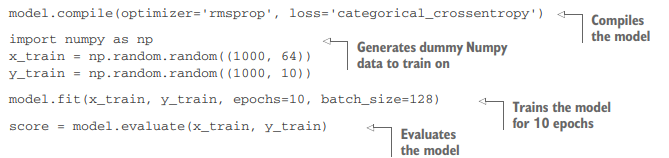 model.compile(optimizer='rmsprop', loss='categorical_crossentropy')
Compiles
the model
import numpy as np
x_train = np.random.random((1000, 64))
y_train = np.random.random((1000, 10))
Generates dummy Numpy
data to train on
model.fit(x_train, y_train, epochs=10, batch_size=128)
Trains the model
for 10 epochs
score = model.evaluate(x_train, y_train)
Evaluates
the model